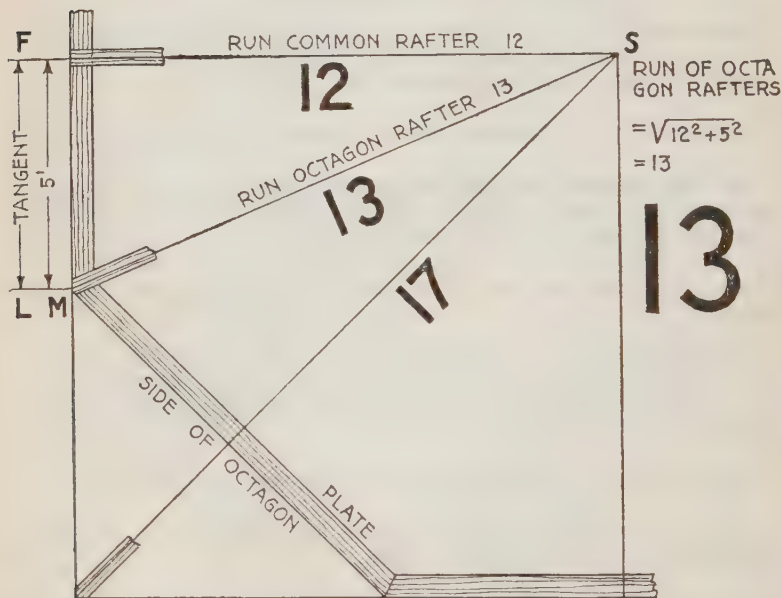 F
RUN COMMON RAFTER 12
S
12
RUN OF OCTA
GON RAFTERS
= √12² + 5²
= 13
TANGENT
5'
RUN OCTAGON RAFTER 13
13
13
17
L M
SIDE OF OCTAGON
PLATE